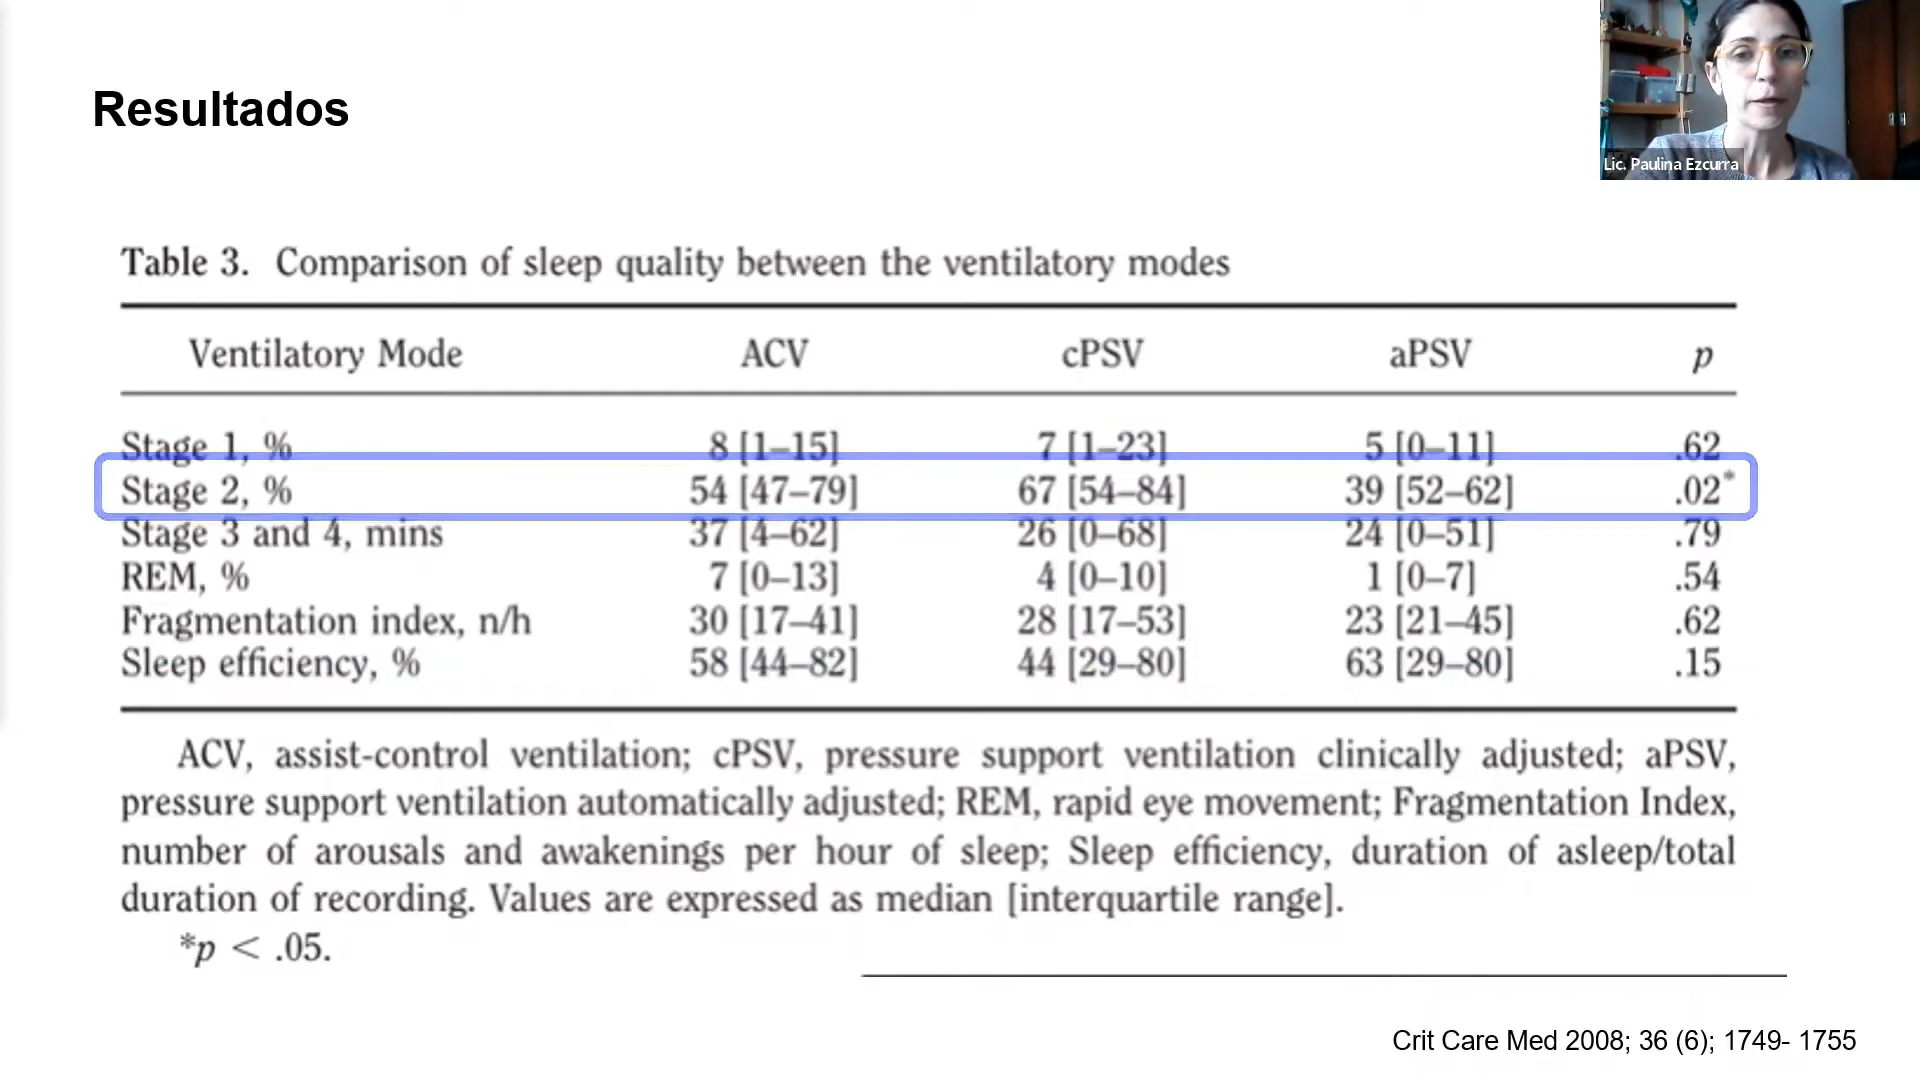 Resultados
Lic. Paulina Ezcurra
Table 3. Comparison of sleep quality between the ventilatory modes
Ventilatory Mode ACV cPSV aPSV p
Stage 1, % 8 [1–15] 7 [1–23] 5 [0–11] .62
Stage 2, % 54 [47–79] 67 [54–84] 39 [52–62] .02*
Stage 3 and 4, mins 37 [4–62] 26 [0–68] 24 [0–51] .79
REM, % 7 [0–13] 4 [0–10] 1 [0–7] .54
Fragmentation index, n/h 30 [17–41] 28 [17–53] 23 [21–45] .62
Sleep efficiency, % 58 [44–82] 44 [29–80] 63 [29–80] .15
ACV, assist-control ventilation; cPSV, pressure support ventilation clinically adjusted; aPSV,
pressure support ventilation automatically adjusted; REM, rapid eye movement; Fragmentation Index,
number of arousals and awakenings per hour of sleep; Sleep efficiency, duration of asleep/total
duration of recording. Values are expressed as median [interquartile range].
*p < .05.
Crit Care Med 2008; 36 (6); 1749- 1755